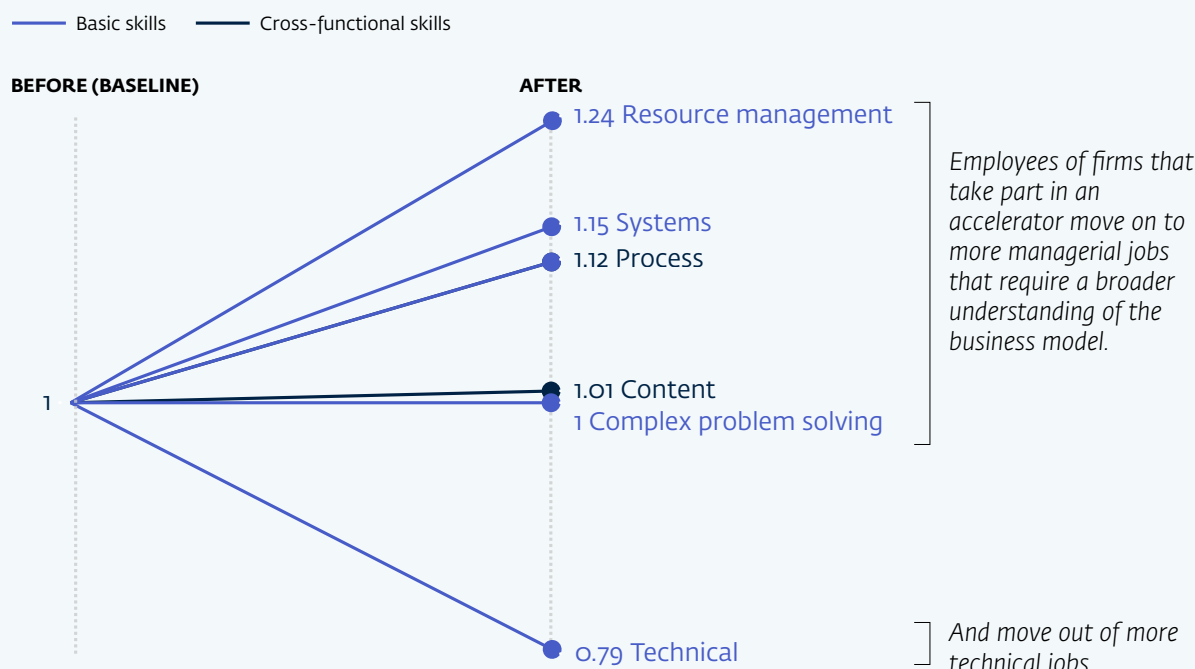 Basic skills
Cross-functional skills
BEFORE (BASELINE)
AFTER
1.24 Resource management
1.15 Systems
1.12 Process
1
1.01 Content
1 Complex problem solving
0.79 Technical
Employees of firms that
take part in an
accelerator move on to
more managerial jobs
that require a broader
understanding of the
business model.
And move out of more
technical jobs